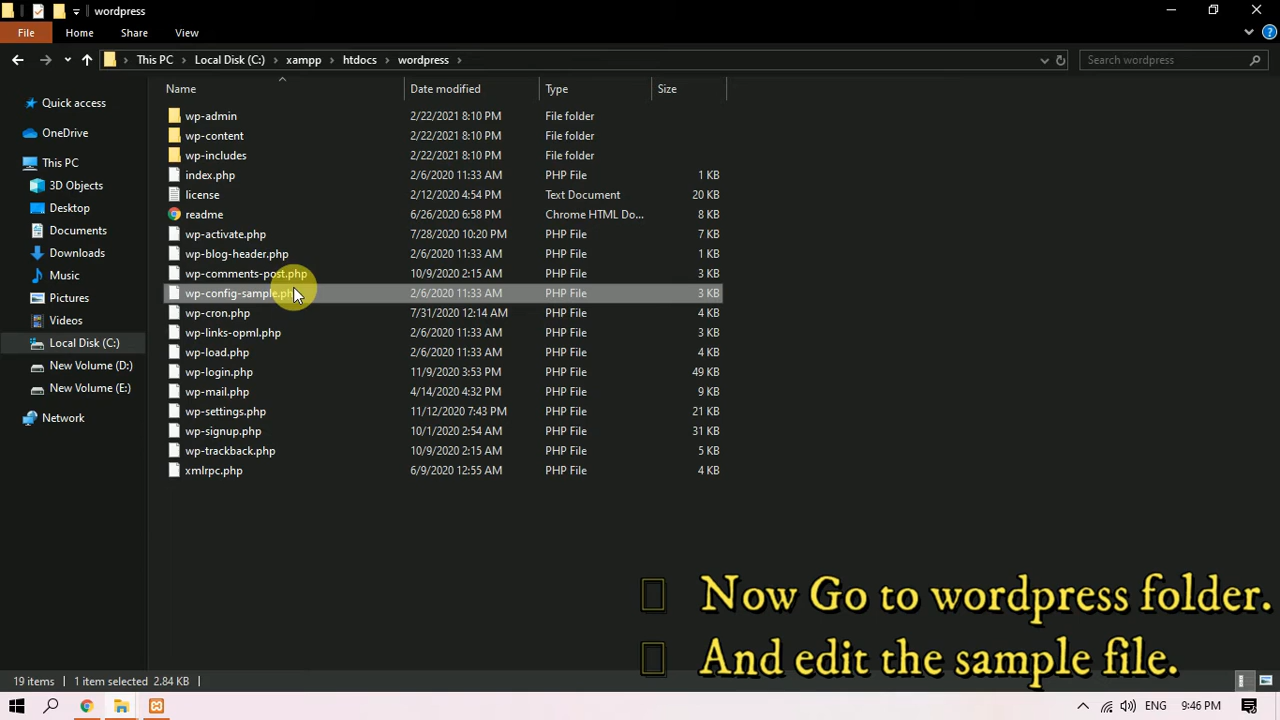 wordpress
File Home Share View
This PC Local Disk (C:) xampp htdocs wordpress Search wordpress
Name Date modified Type Size
Quick access
OneDrive
This PC
3D Objects
Desktop
Documents
Downloads
Music
Pictures
Videos
Local Disk (C:)
New Volume (D:)
New Volume (E:)
Network
wp-admin 2/22/2021 8:10 PM File folder
wp-content 2/22/2021 8:10 PM File folder
wp-includes 2/22/2021 8:10 PM File folder
index.php 2/6/2020 11:33 AM PHP File 1 KB
license 2/12/2020 4:54 PM Text Document 20 KB
readme 6/26/2020 6:58 PM Chrome HTML Do... 8 KB
wp-activate.php 7/28/2020 10:20 PM PHP File 7 KB
wp-blog-header.php 2/6/2020 11:33 AM PHP File 1 KB
wp-comments-post.php 10/9/2020 2:15 AM PHP File 3 KB
wp-config-sample.php 2/6/2020 11:33 AM PHP File 3 KB
wp-cron.php 7/31/2020 12:14 AM PHP File 4 KB
wp-links-opml.php 2/6/2020 11:33 AM PHP File 3 KB
wp-load.php 2/6/2020 11:33 AM PHP File 4 KB
wp-login.php 11/9/2020 3:53 PM PHP File 49 KB
wp-mail.php 4/14/2020 4:32 PM PHP File 9 KB
wp-settings.php 11/12/2020 7:43 PM PHP File 21 KB
wp-signup.php 10/1/2020 2:54 AM PHP File 31 KB
wp-trackback.php 10/9/2020 2:15 AM PHP File 5 KB
xmlrpc.php 6/9/2020 12:55 AM PHP File 4 KB
Now Go to wordpress folder.
And edit the sample file.
19 items 1 item selected 2.84 KB
ENG 9:46 PM